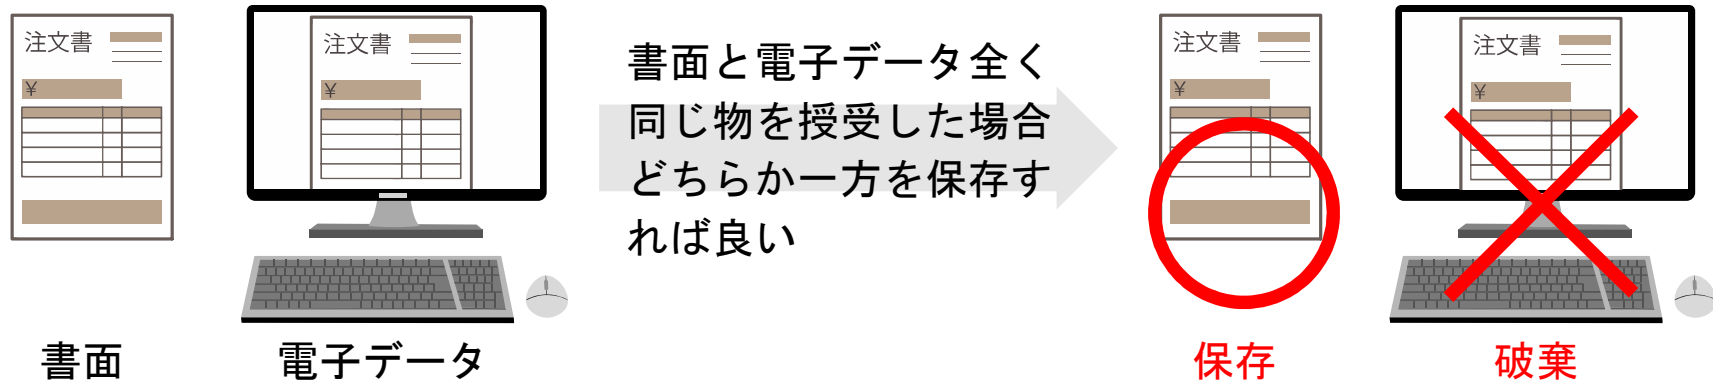 注文書
¥
注文書
¥
書面と電子データ全く
同じ物を授受した場合
どちらか一方を保存す
れば良い
注文書
¥
注文書
¥
書面
電子データ
保存
破棄